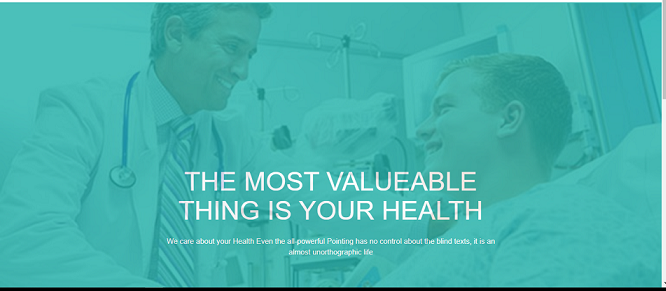 THE MOST VALUEABLE
THING IS YOUR HEALTH
We care about your Health Even the all-powerful Pointing has no control about the blind texts, it is an
almost unorthographic life